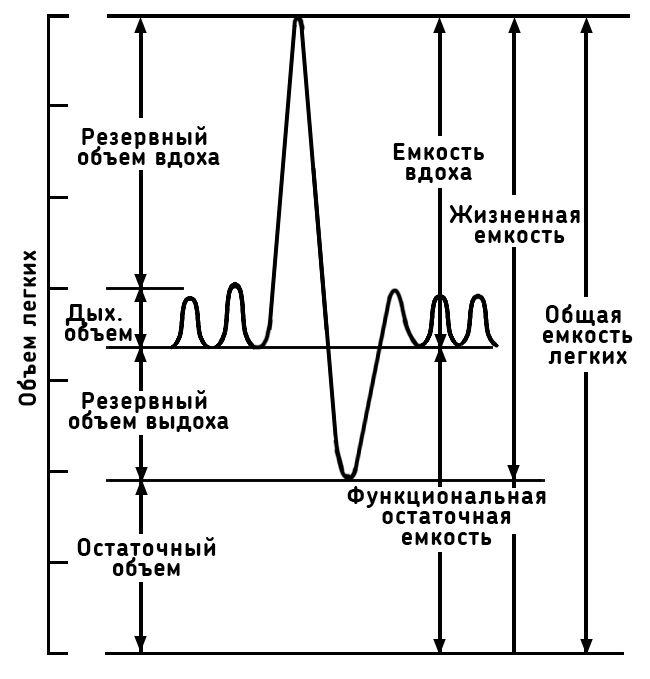 Резервный
объем вдоха
Емкость
вдоха
Жизненная
емкость
Объем легких
Дых.
объем
Общая
емкость
легких
Резервный
объем выдоха
Функциональная
остаточная
емкость
Остаточный
объем